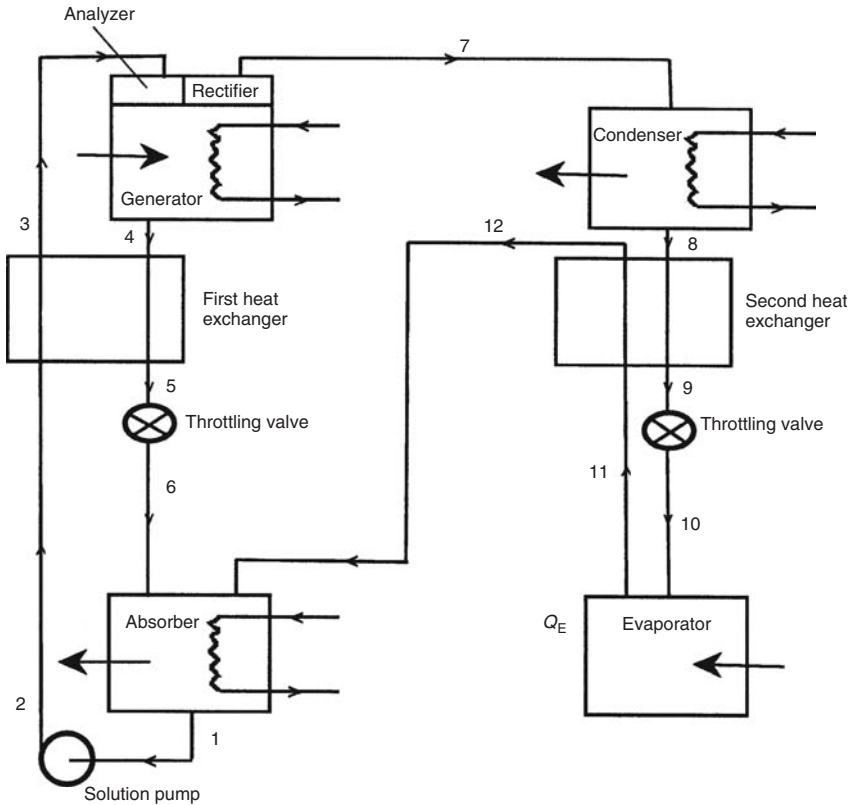 Analyzer
7
Rectifier
Condenser
Generator
3
4
12
8
First heat
exchanger
Second heat
exchanger
5
9
Throttling valve
Throttling valve
11
6
10
Absorber
QE
Evaporator
2
1
Solution pump